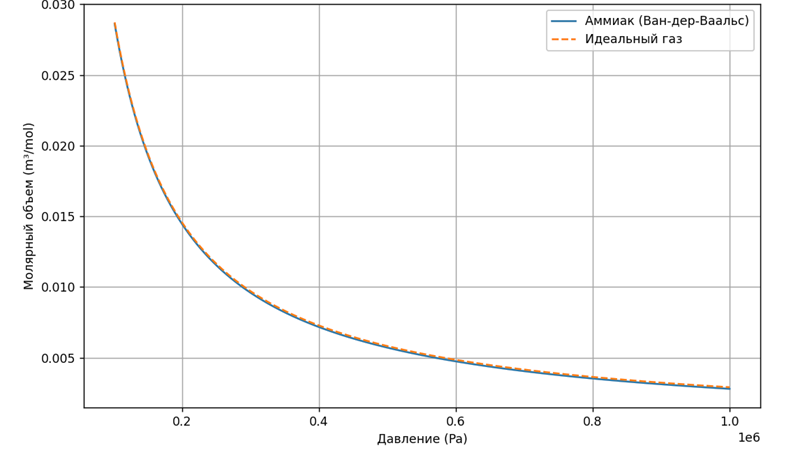 Аммиак (Ван-дер-Ваальс)
Идеальный газ
Молярный объем (m³/mol)
0.030
0.025
0.020
0.015
0.010
0.005
0.2 0.4 0.6 0.8 1.0
1e6
Давление (Pa)